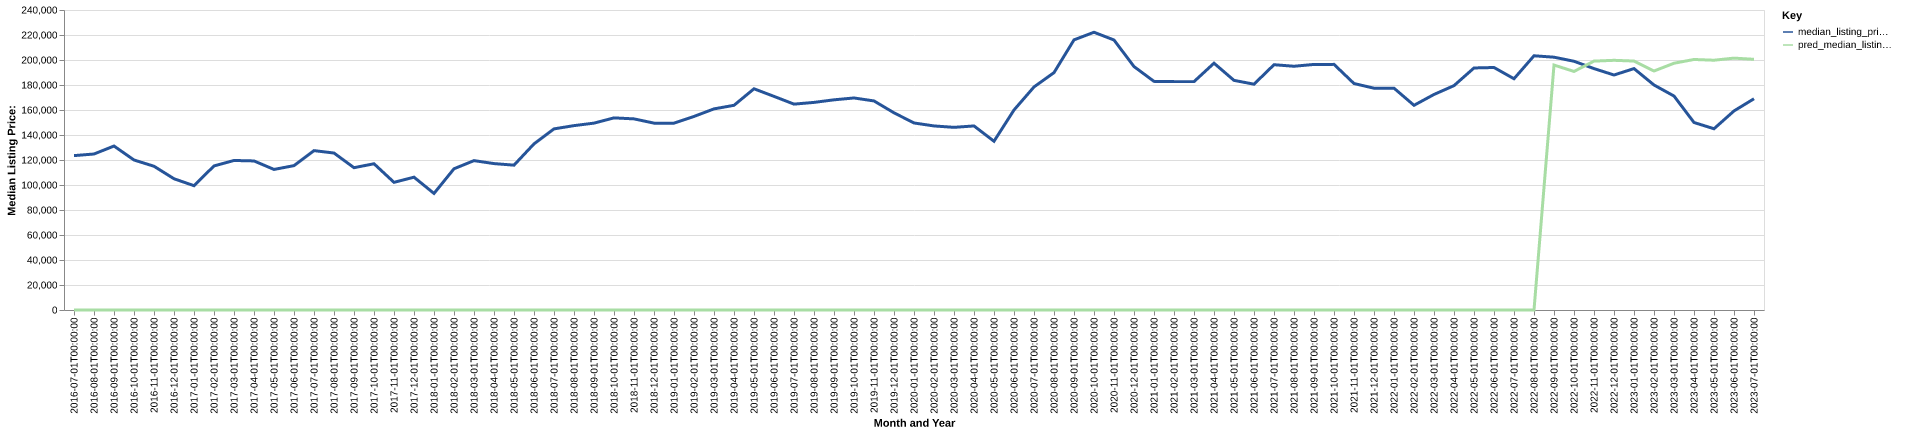 240,000
220,000
200,000
180,000
160,000
140,000
120,000
100,000
80,000
60,000
40,000
20,000
0
Median Listing Price:
2016-07-01T00:00:00
2016-08-01T00:00:00
2016-09-01T00:00:00
2016-10-01T00:00:00
2016-11-01T00:00:00
2016-12-01T00:00:00
2017-01-01T00:00:00
2017-02-01T00:00:00
2017-03-01T00:00:00
2017-04-01T00:00:00
2017-05-01T00:00:00
2017-06-01T00:00:00
2017-07-01T00:00:00
2017-08-01T00:00:00
2017-09-01T00:00:00
2017-10-01T00:00:00
2017-11-01T00:00:00
2017-12-01T00:00:00
2018-01-01T00:00:00
2018-02-01T00:00:00
2018-03-01T00:00:00
2018-04-01T00:00:00
2018-05-01T00:00:00
2018-06-01T00:00:00
2018-07-01T00:00:00
2018-08-01T00:00:00
2018-09-01T00:00:00
2018-10-01T00:00:00
2018-11-01T00:00:00
2018-12-01T00:00:00
2019-01-01T00:00:00
2019-02-01T00:00:00
2019-03-01T00:00:00
2019-04-01T00:00:00
2019-05-01T00:00:00
2019-06-01T00:00:00
2019-07-01T00:00:00
2019-08-01T00:00:00
2019-09-01T00:00:00
2019-10-01T00:00:00
2019-11-01T00:00:00
2019-12-01T00:00:00
2020-01-01T00:00:00
2020-02-01T00:00:00
2020-03-01T00:00:00
2020-04-01T00:00:00
2020-05-01T00:00:00
2020-06-01T00:00:00
2020-07-01T00:00:00
2020-08-01T00:00:00
2020-09-01T00:00:00
2020-10-01T00:00:00
2020-11-01T00:00:00
2020-12-01T00:00:00
2021-01-01T00:00:00
2021-02-01T00:00:00
2021-03-01T00:00:00
2021-04-01T00:00:00
2021-05-01T00:00:00
2021-06-01T00:00:00
2021-07-01T00:00:00
2021-08-01T00:00:00
2021-09-01T00:00:00
2021-10-01T00:00:00
2021-11-01T00:00:00
2021-12-01T00:00:00
2022-01-01T00:00:00
2022-02-01T00:00:00
2022-03-01T00:00:00
2022-04-01T00:00:00
2022-05-01T00:00:00
2022-06-01T00:00:00
2022-07-01T00:00:00
2022-08-01T00:00:00
2022-09-01T00:00:00
2022-10-01T00:00:00
2022-11-01T00:00:00
2022-12-01T00:00:00
2023-01-01T00:00:00
2023-02-01T00:00:00
2023-03-01T00:00:00
2023-04-01T00:00:00
2023-05-01T00:00:00
2023-06-01T00:00:00
2023-07-01T00:00:00
Month and Year
Key
median_listing_pri…
pred_median_listin…